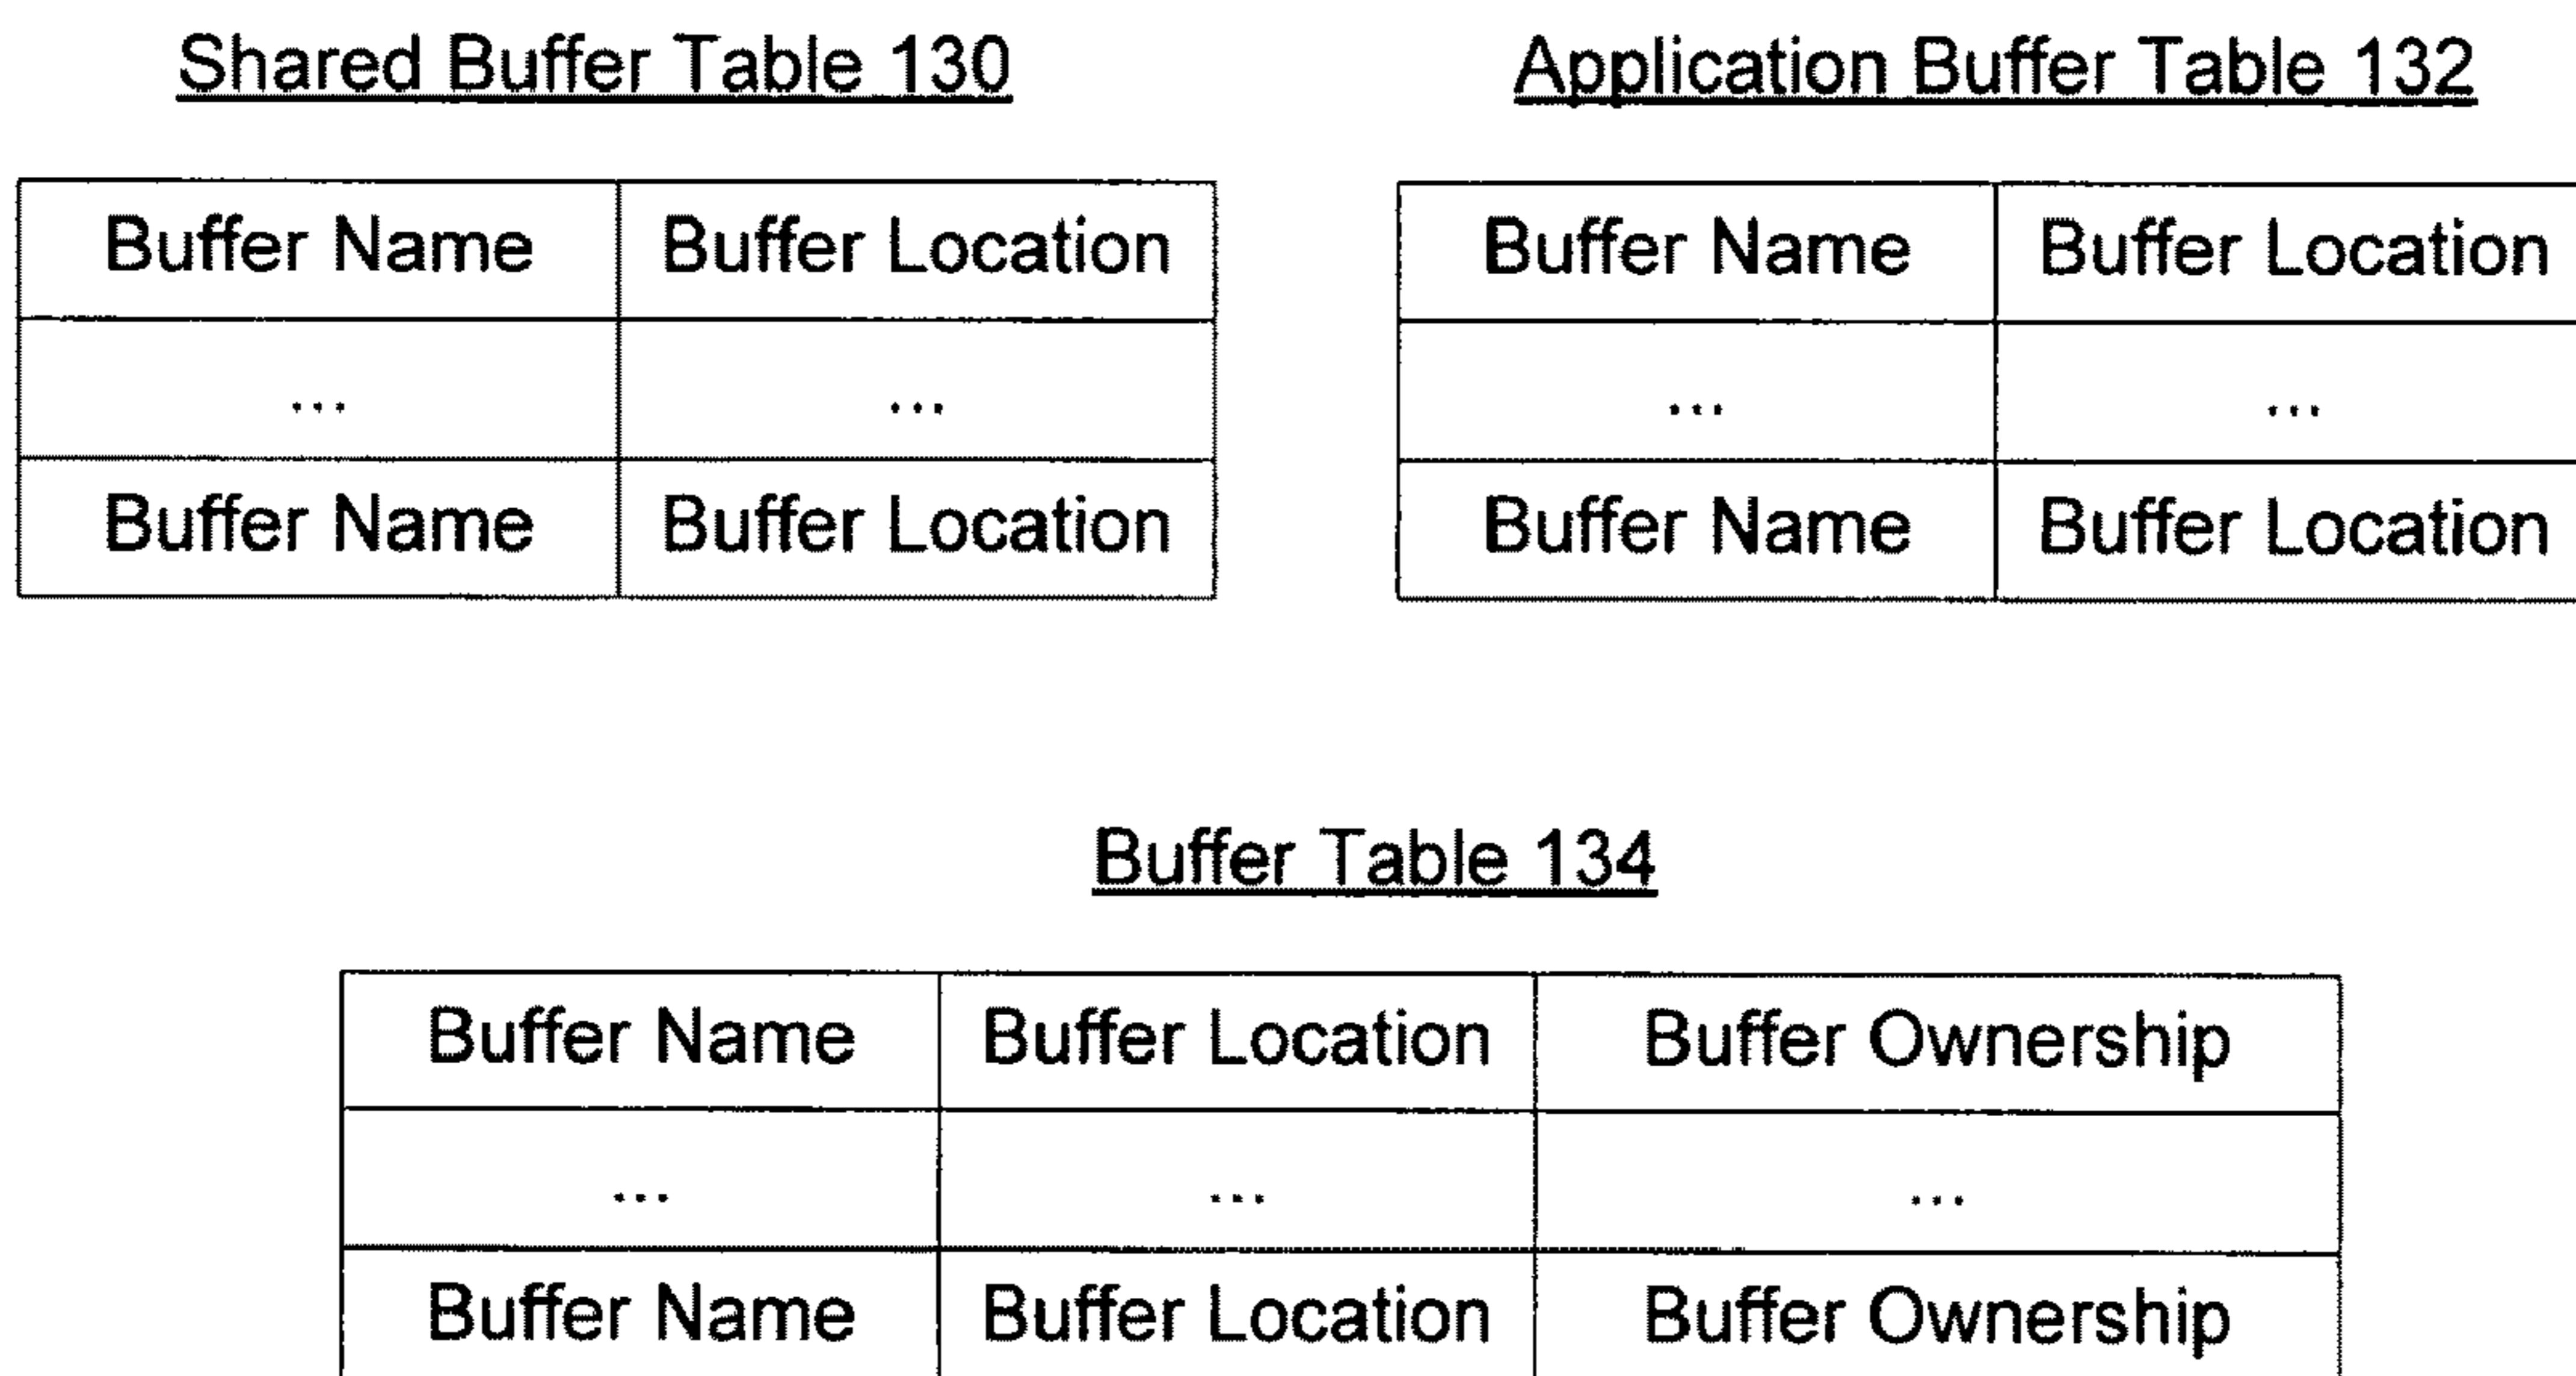 Shared Buffer Table 130
Buffer Name Buffer Location
... ...
Buffer Name Buffer Location
Application Buffer Table 132
Buffer Name Buffer Location
... ...
Buffer Name Buffer Location
Buffer Table 134
Buffer Name Buffer Location Buffer Ownership
... ... ...
Buffer Name Buffer Location Buffer Ownership